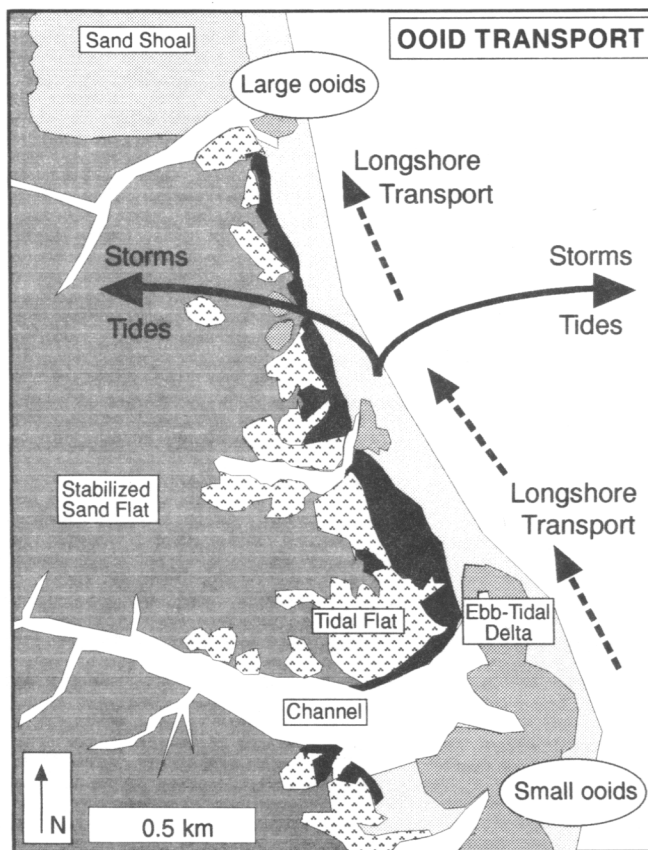 Sand Shoal
OOID TRANSPORT
Large ooids
Longshore
Transport
Storms
Tides
Storms
Tides
Stabilized
Sand Flat
Longshore
Transport
Tidal Flat
Ebb-Tidal
Delta
Channel
Small ooids
N
0.5 km